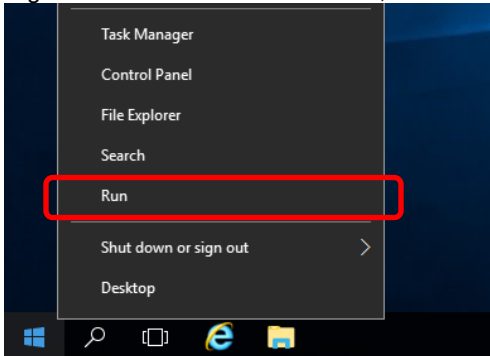 Task Manager
Control Panel
File Explorer
Search
Run
Shut down or sign out
Desktop